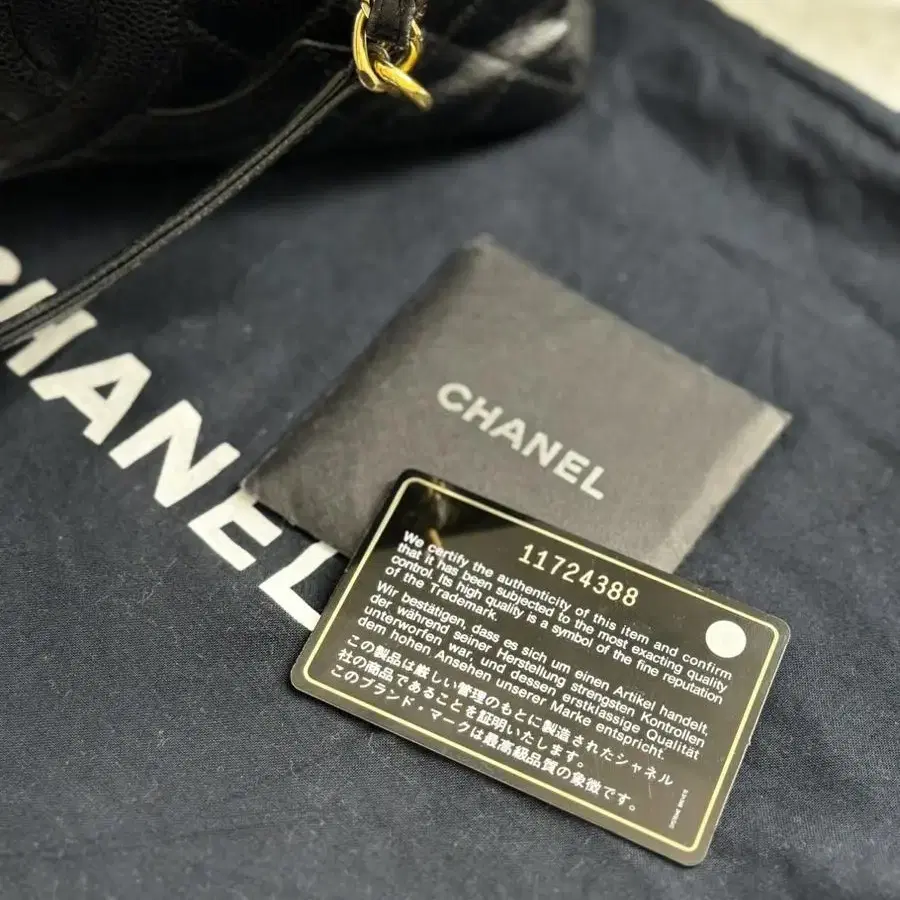 CHANEL
CHANEL
11724388
We certify the authenticity of this item and confirm
that it has been subjected to the most exacting quality
control. Its high quality is a symbol of the fine reputation
of the Trademark.
Wir bestätigen, dass es sich um einen Artikel handelt,
der während seiner Herstellung strengsten Kontrollen
unterworfen war, und dessen erstklassige Qualität
dem hohen Ansehen unserer Marke entspricht.
この製品は厳しい管理のもとに製造されたシャネル
社の商品であることを証明いたします。
このブランド・マークは最高級品質の象徴です。